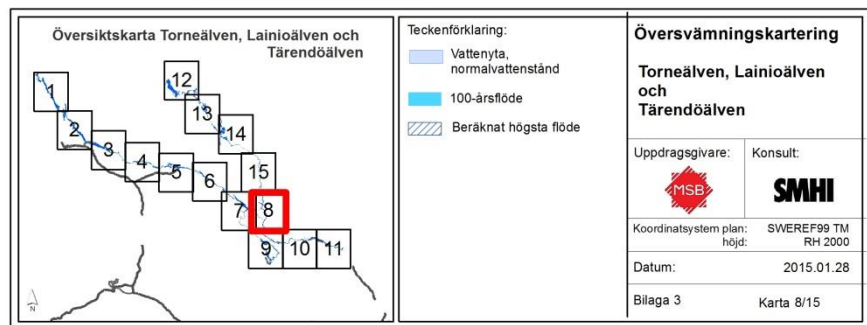 Översiktskarta Torneälven, Lainioälven och
Tärendöälven
1
2
3
4
5
6
7
8
9
10
11
12
13
14
15
N
Teckenförklaring:
Vattenyta,
normalvattenstånd
100-årsflöde
Beräknat högsta flöde
Översvämningskartering
Torneälven, Lainioälven
och
Tärendöälven
Uppdragsgivare:
MSB
Konsult:
SMHI
Koordinatsystem plan: SWEREF99 TM
höjd: RH 2000
Datum: 2015.01.28
Bilaga 3 Karta 8/15